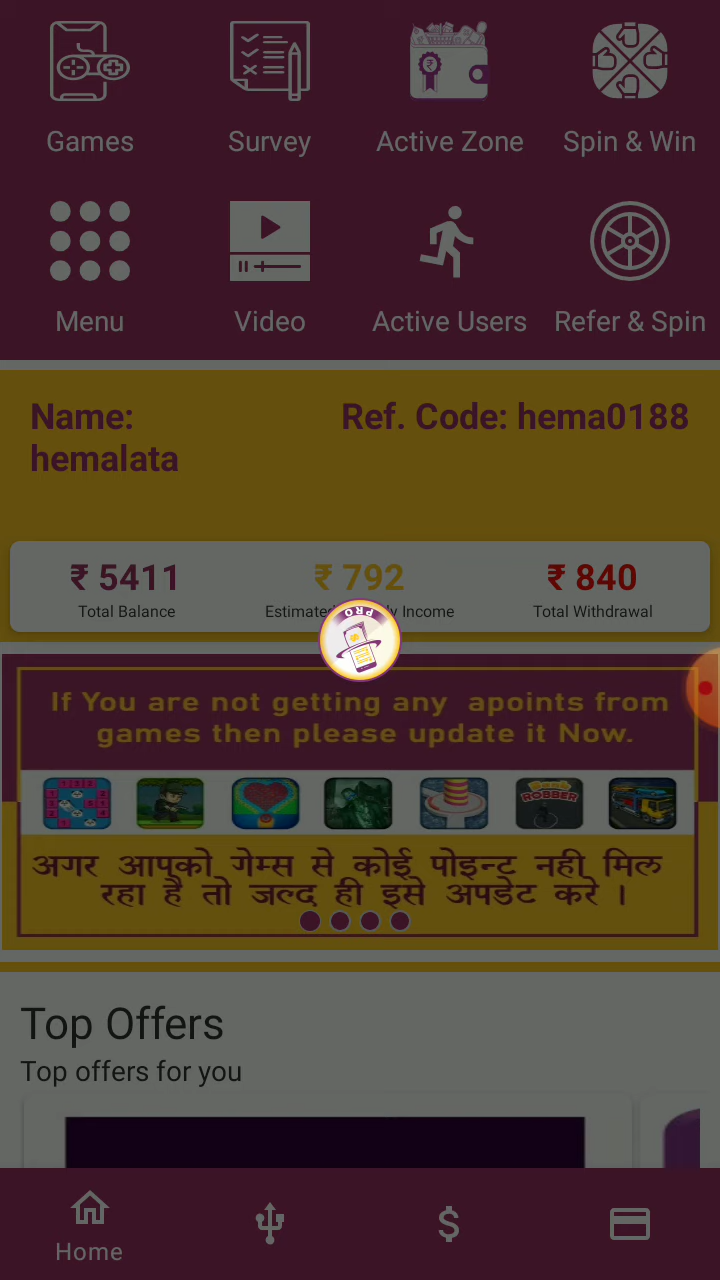 Games Survey Active Zone Spin & Win
Menu Video Active Users Refer & Spin
Name: Ref. Code: hema0188
hemalata
₹ 5411 ₹ 792 ₹ 840
Total Balance Estimated Income Total Withdrawal
PRO
If You are not getting any apoints from
games then please update it Now.
Bank
ROBBER
अगर आपको गेम्स से कोई पोइन्ट नही मिल
रहा है तो जल्द ही इसे अपडेट करे ।
Top Offers
Top offers for you
Home